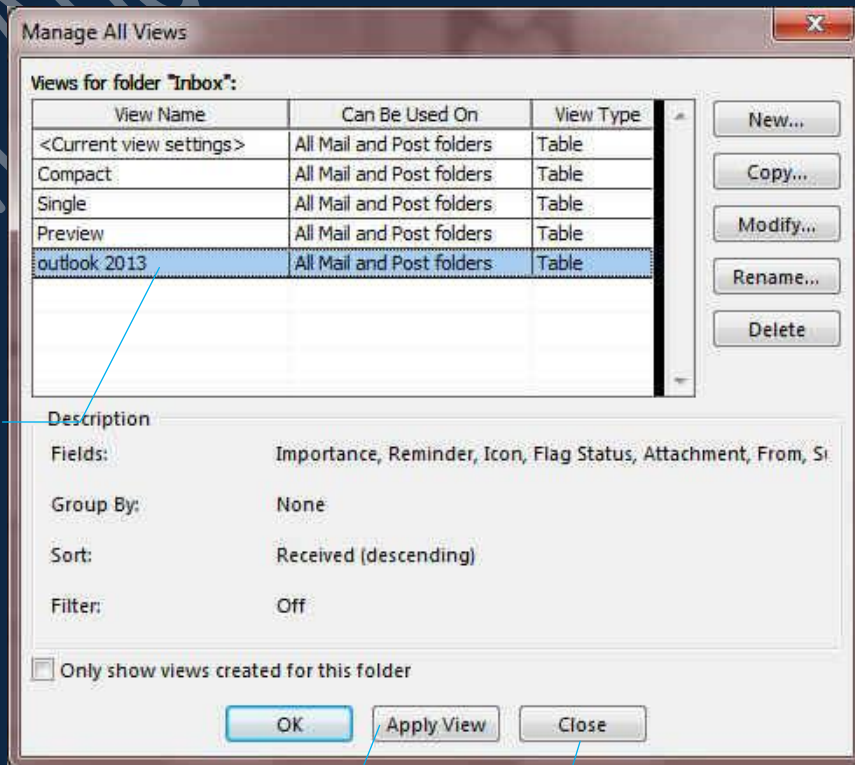 Manage All Views
Views for folder "Inbox":
View Name Can Be Used On View Type
<Current view settings> All Mail and Post folders Table
Compact All Mail and Post folders Table
Single All Mail and Post folders Table
Preview All Mail and Post folders Table
outlook 2013 All Mail and Post folders Table
New...
Copy...
Modify...
Rename...
Delete
Description
Fields: Importance, Reminder, Icon, Flag Status, Attachment, From,
Group By: None
Sort: Received (descending)
Filter: Off
Only show views created for this folder
OK Apply View Close